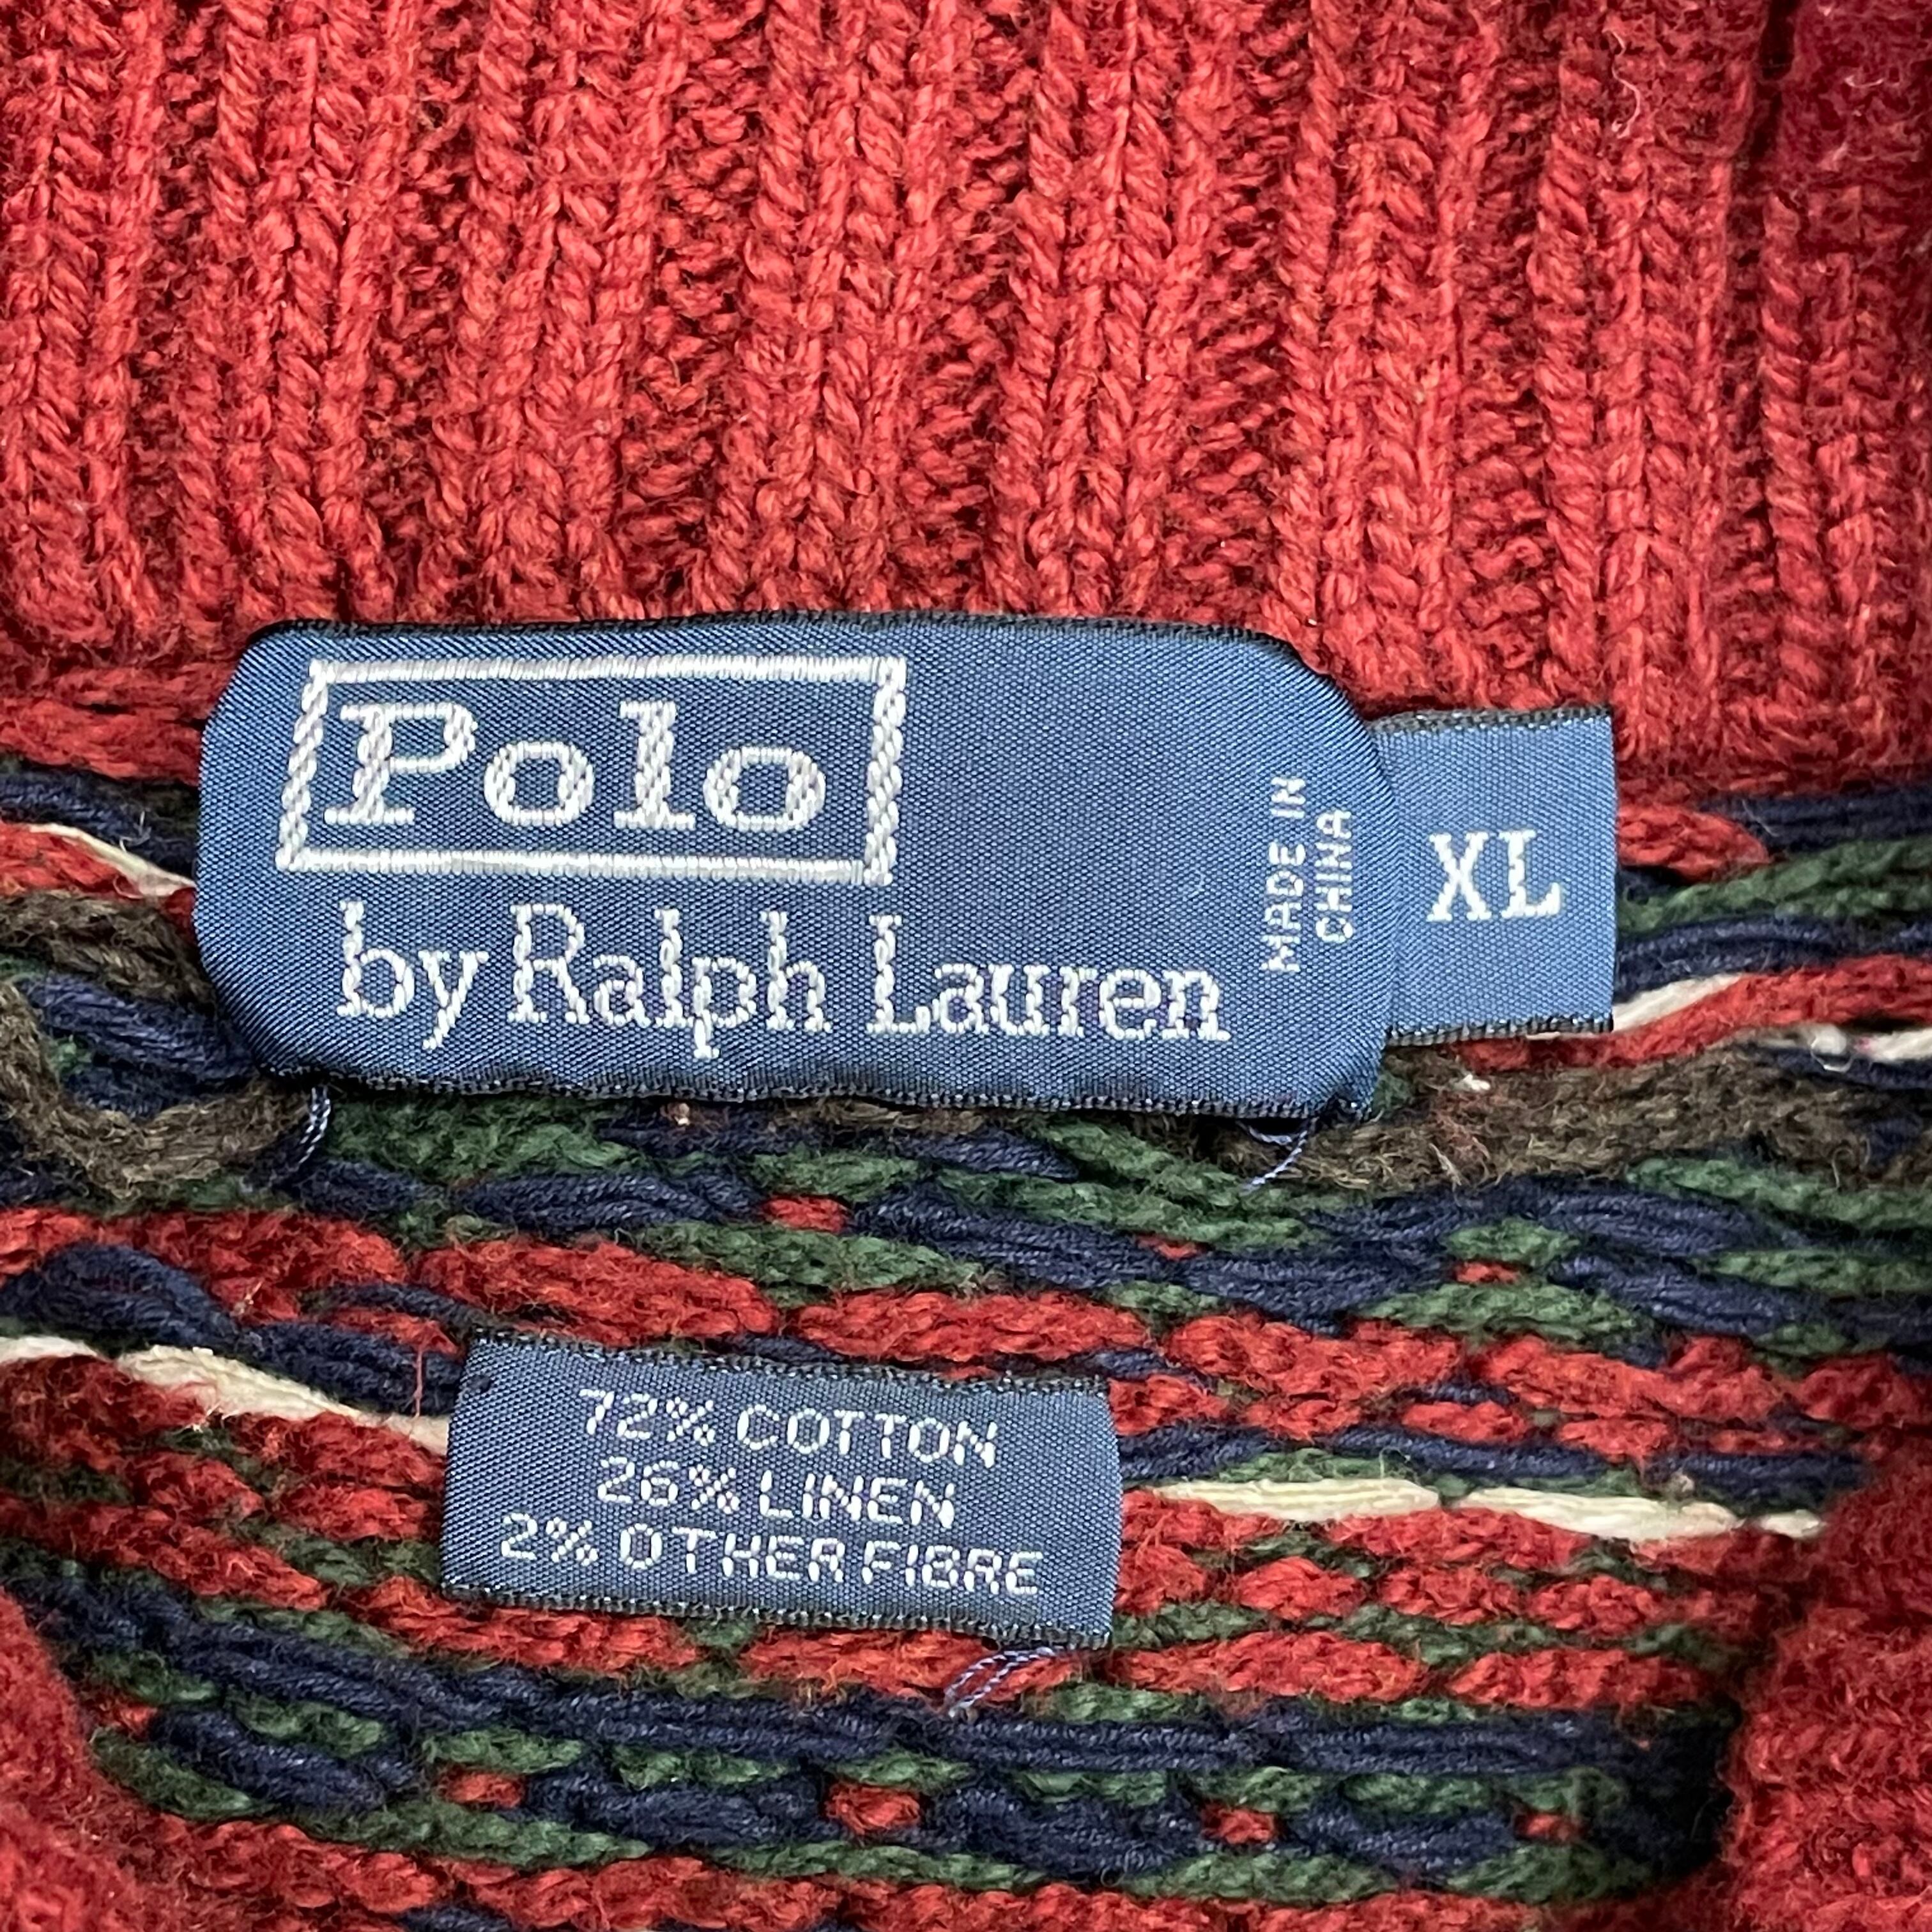 Polo
by Ralph Lauren
MADE IN
CHINA
XL
72% COTTON
26% LINEN
2% OTHER FIBRE